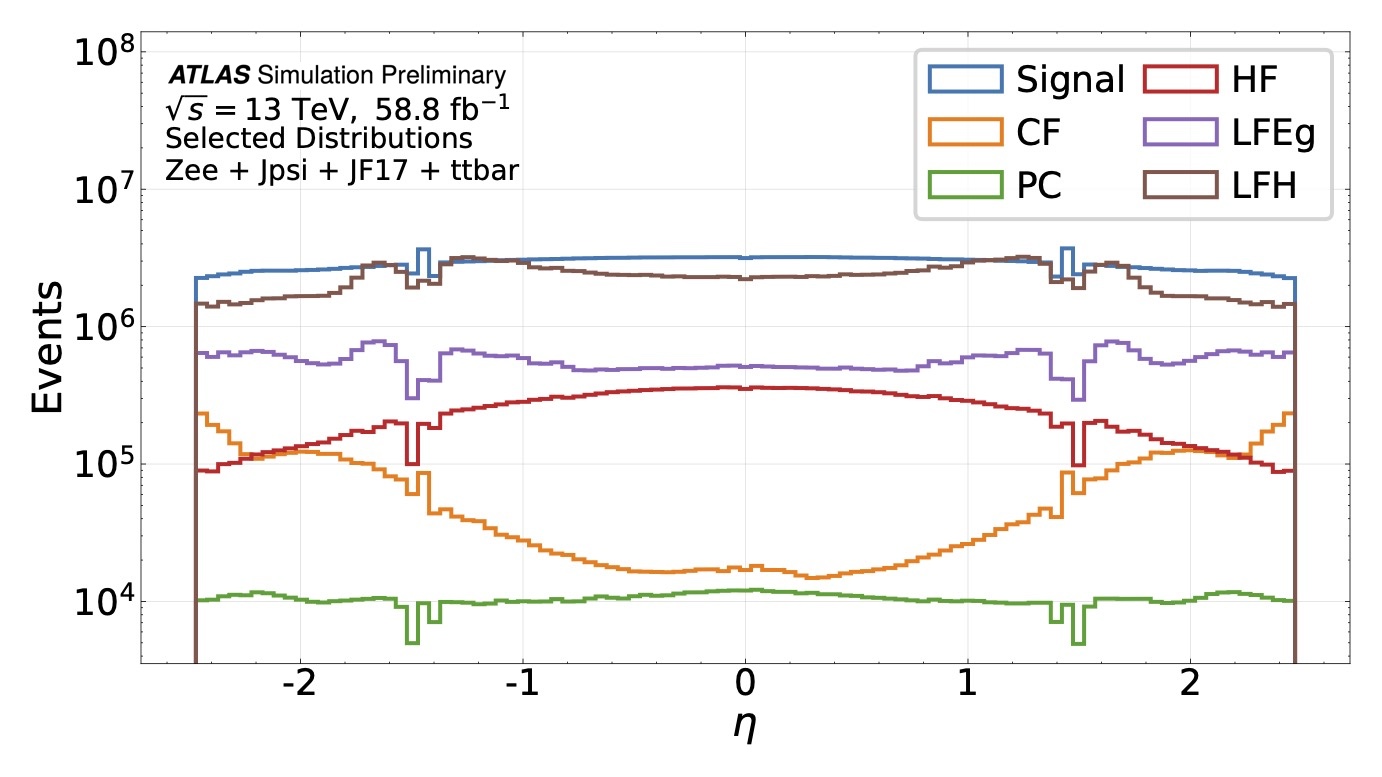 10⁸
10⁷
10⁶
10⁵
10⁴
Events
ATLAS Simulation Preliminary
√s = 13 TeV, 58.8 fb⁻¹
Selected Distributions
Zee + Jpsi + JF17 + ttbar
Signal HF
CF LFEg
PC LFH
-2 -1 0 1 2
η